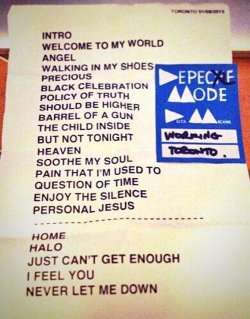 TORONTO 01/09/2013
INTRO
WELCOME TO MY WORLD
ANGEL
WALKING IN MY SHOES
PRECIOUS
BLACK CELEBRATION
POLICY OF TRUTH
SHOULD BE HIGHER
BARREL OF A GUN
THE CHILD INSIDE
BUT NOT TONIGHT
HEAVEN
SOOTHE MY SOUL
PAIN THAT I'M USED TO
QUESTION OF TIME
ENJOY THE SILENCE
PERSONAL JESUS
HOME
HALO
JUST CAN'T GET ENOUGH
I FEEL YOU
NEVER LET ME DOWN
DEPECHE
MODE
DELTA MACHINE
WORKING
TORONTO.